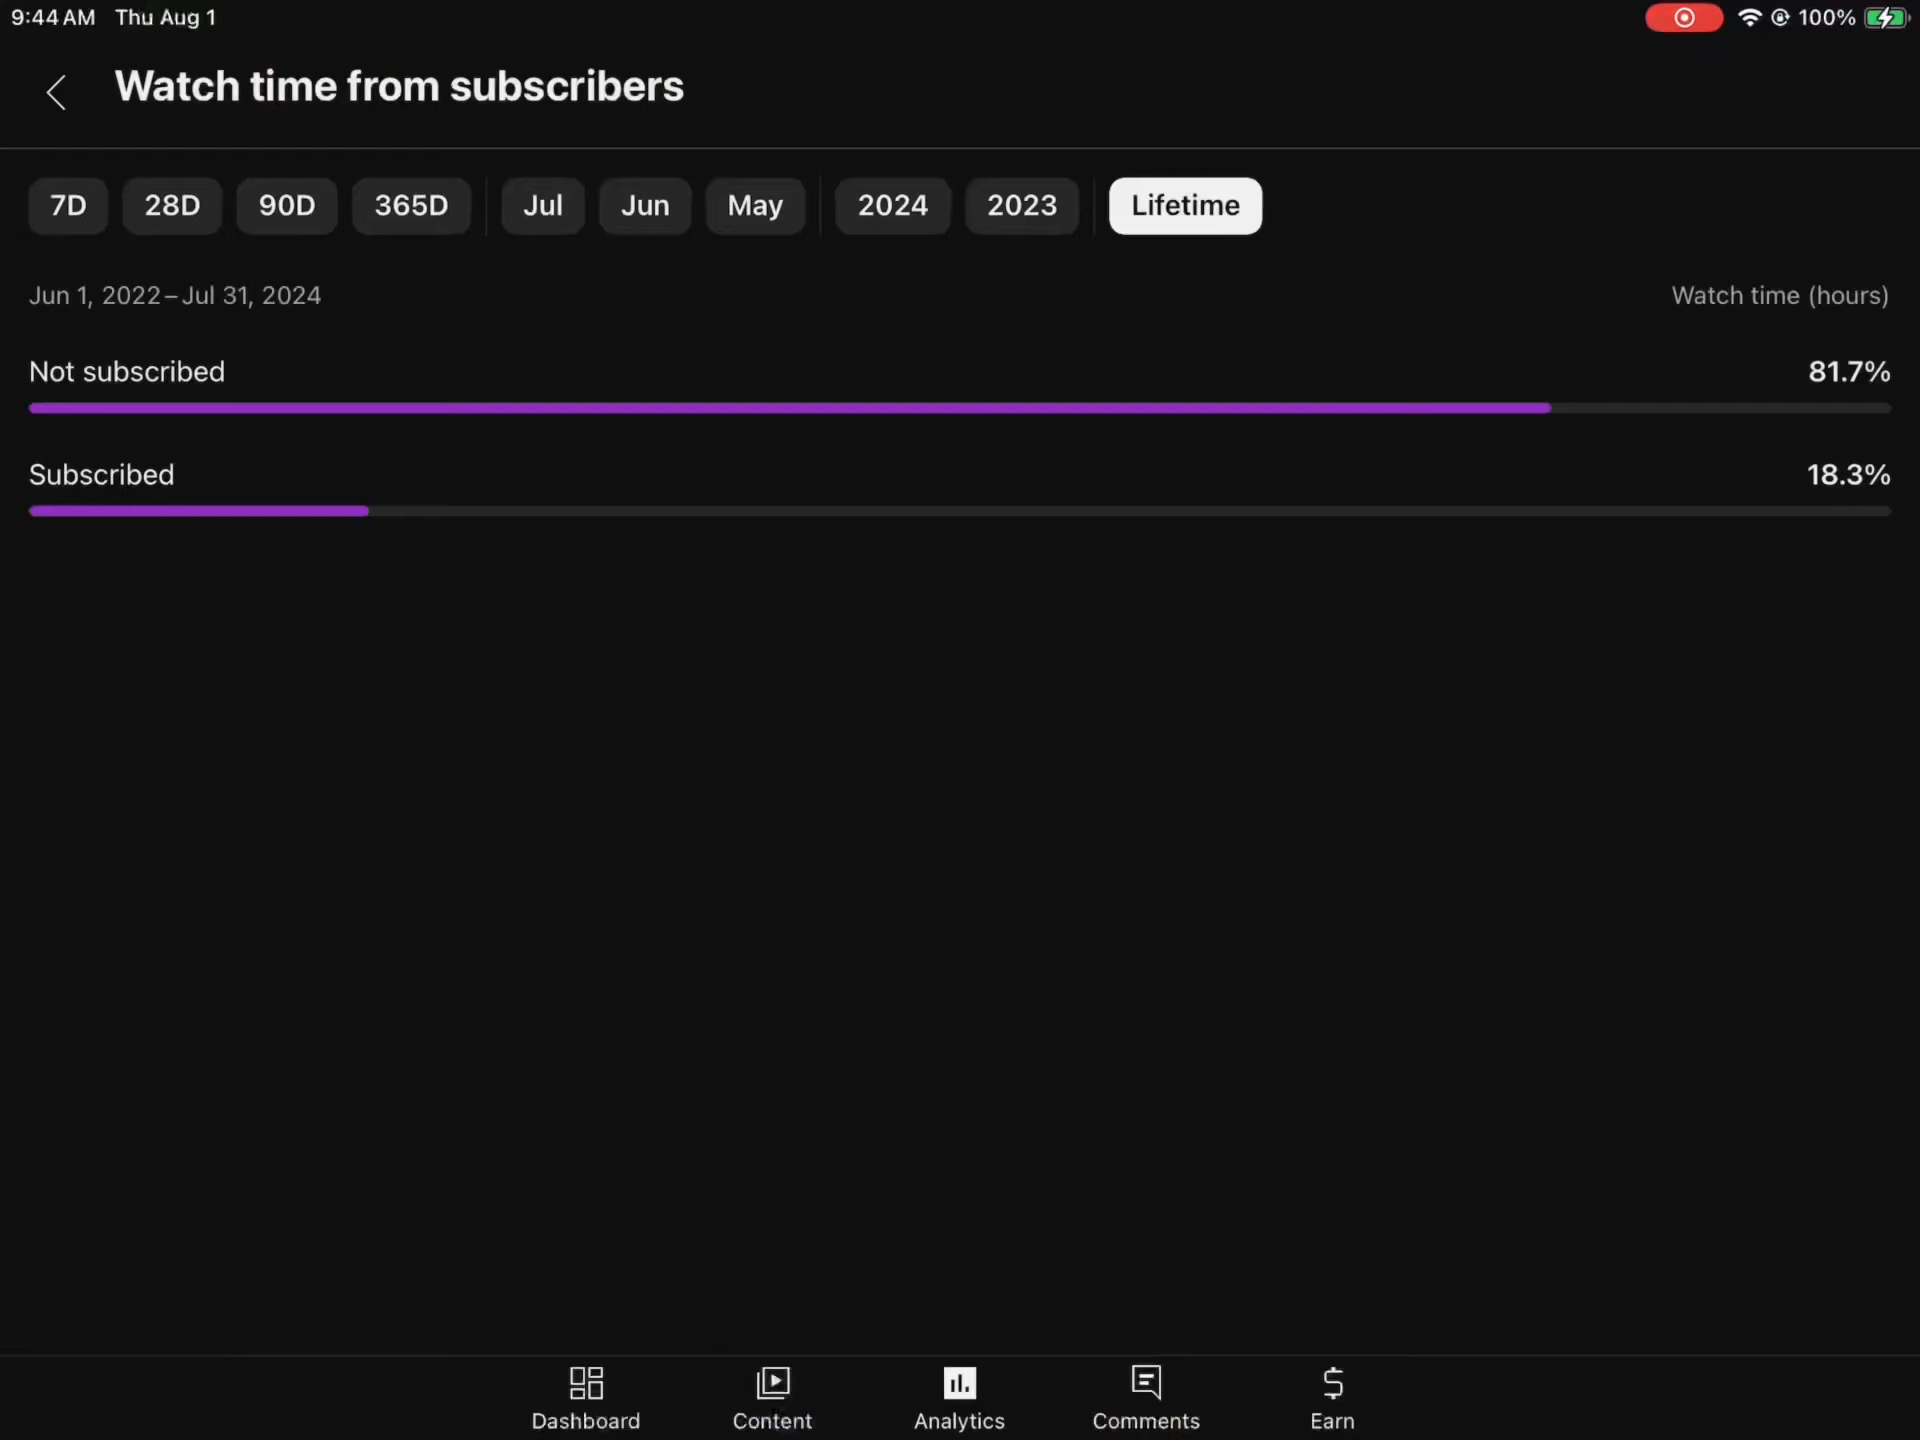 9:44 AM Thu Aug 1 100%
Watch time from subscribers
7D 28D 90D 365D Jul Jun May 2024 2023 Lifetime
Jun 1, 2022–Jul 31, 2024 Watch time (hours)
Not subscribed 81.7%
Subscribed 18.3%
Dashboard Content Analytics Comments Earn